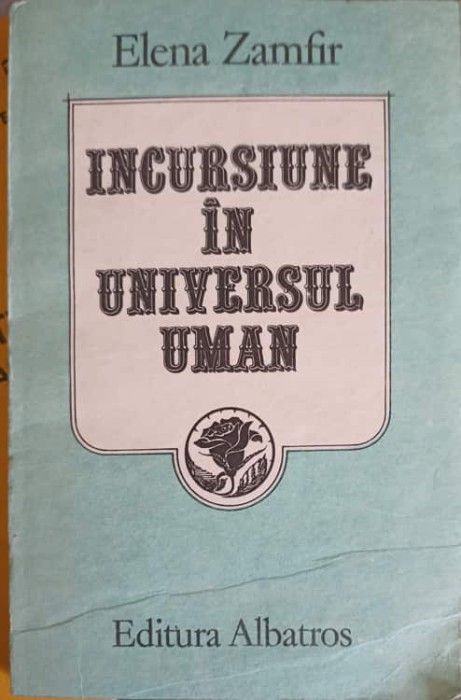 Elena Zamfir
INCURSIUNE
ÎN
UNIVERSUL
UMAN
Editura Albatros